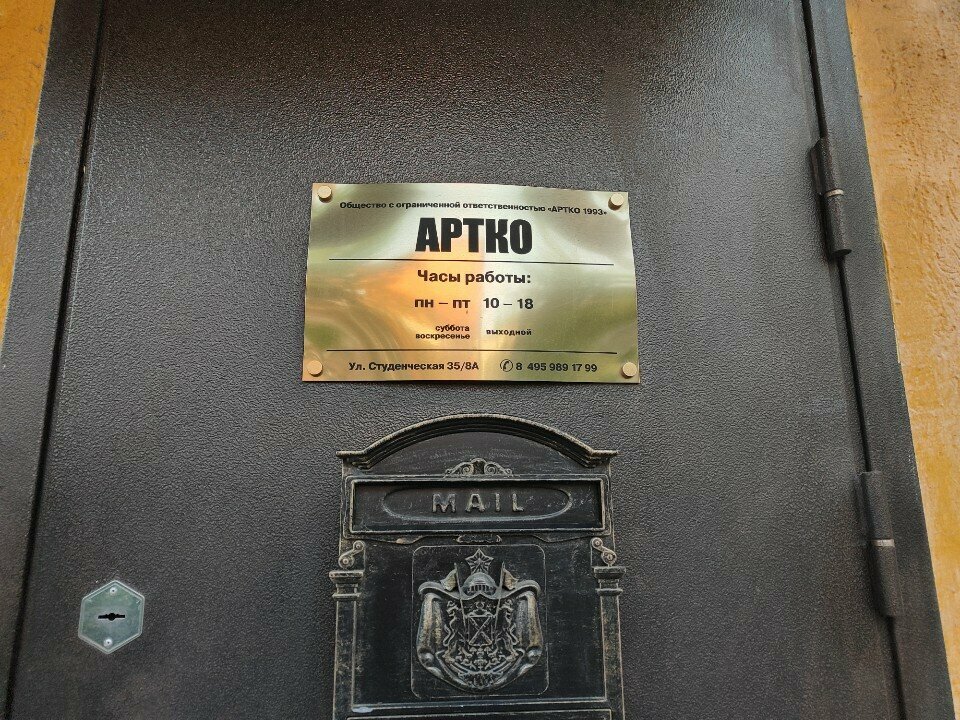 Общество с ограниченной ответственностью «АРТКО 1993»
АРТКО
Часы работы:
пн – пт 10 – 18
суббота
воскресенье выходной
Ул. Студенческая 35/8А ✆ 8 495 989 17 99
MAIL